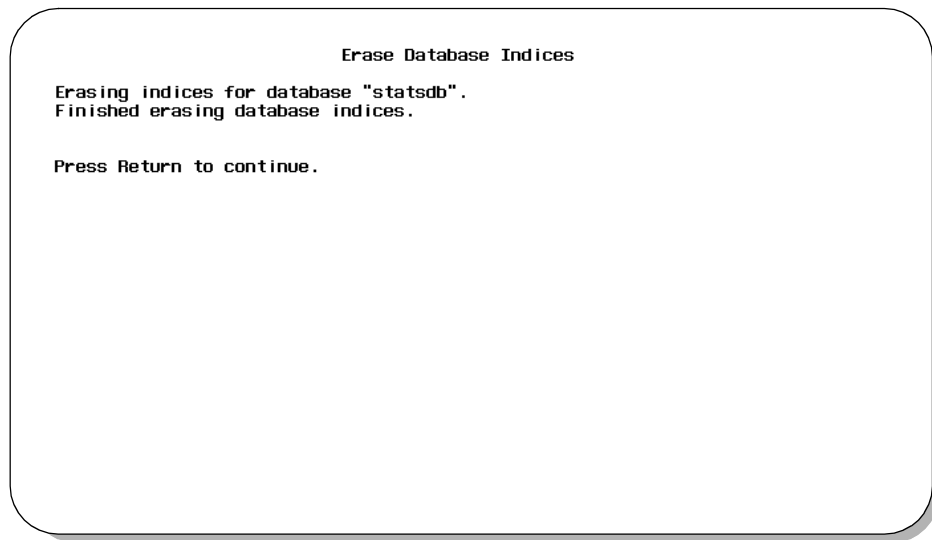 Erase Database Indices
Erasing indices for database "statsdb".
Finished erasing database indices.
Press Return to continue.